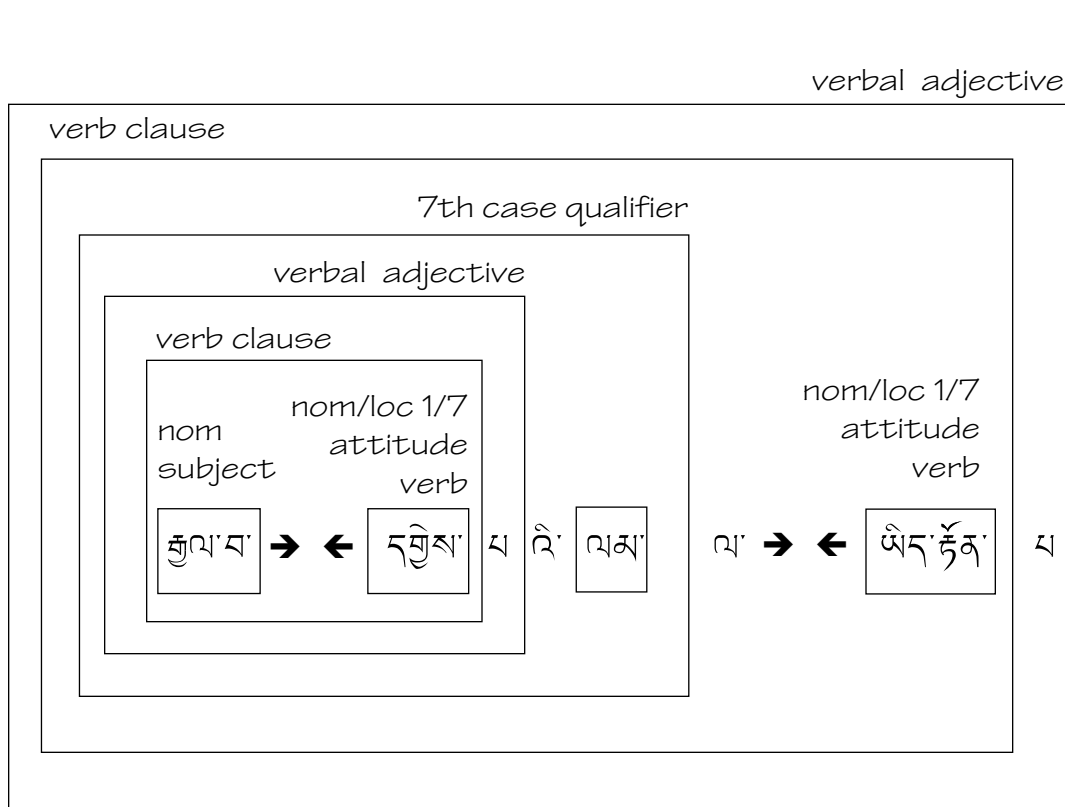 verbal adjective
verb clause
7th case qualifier
verbal adjective
verb clause
nom/loc 1/7
attitude
verb
nom
subject
nom/loc 1/7
attitude
verb
རྒྱལ་བ་ → ← དགྱེས་ པ འི་ ལམ་ ལ་ → ← ཡིད་རྟོན་ པ